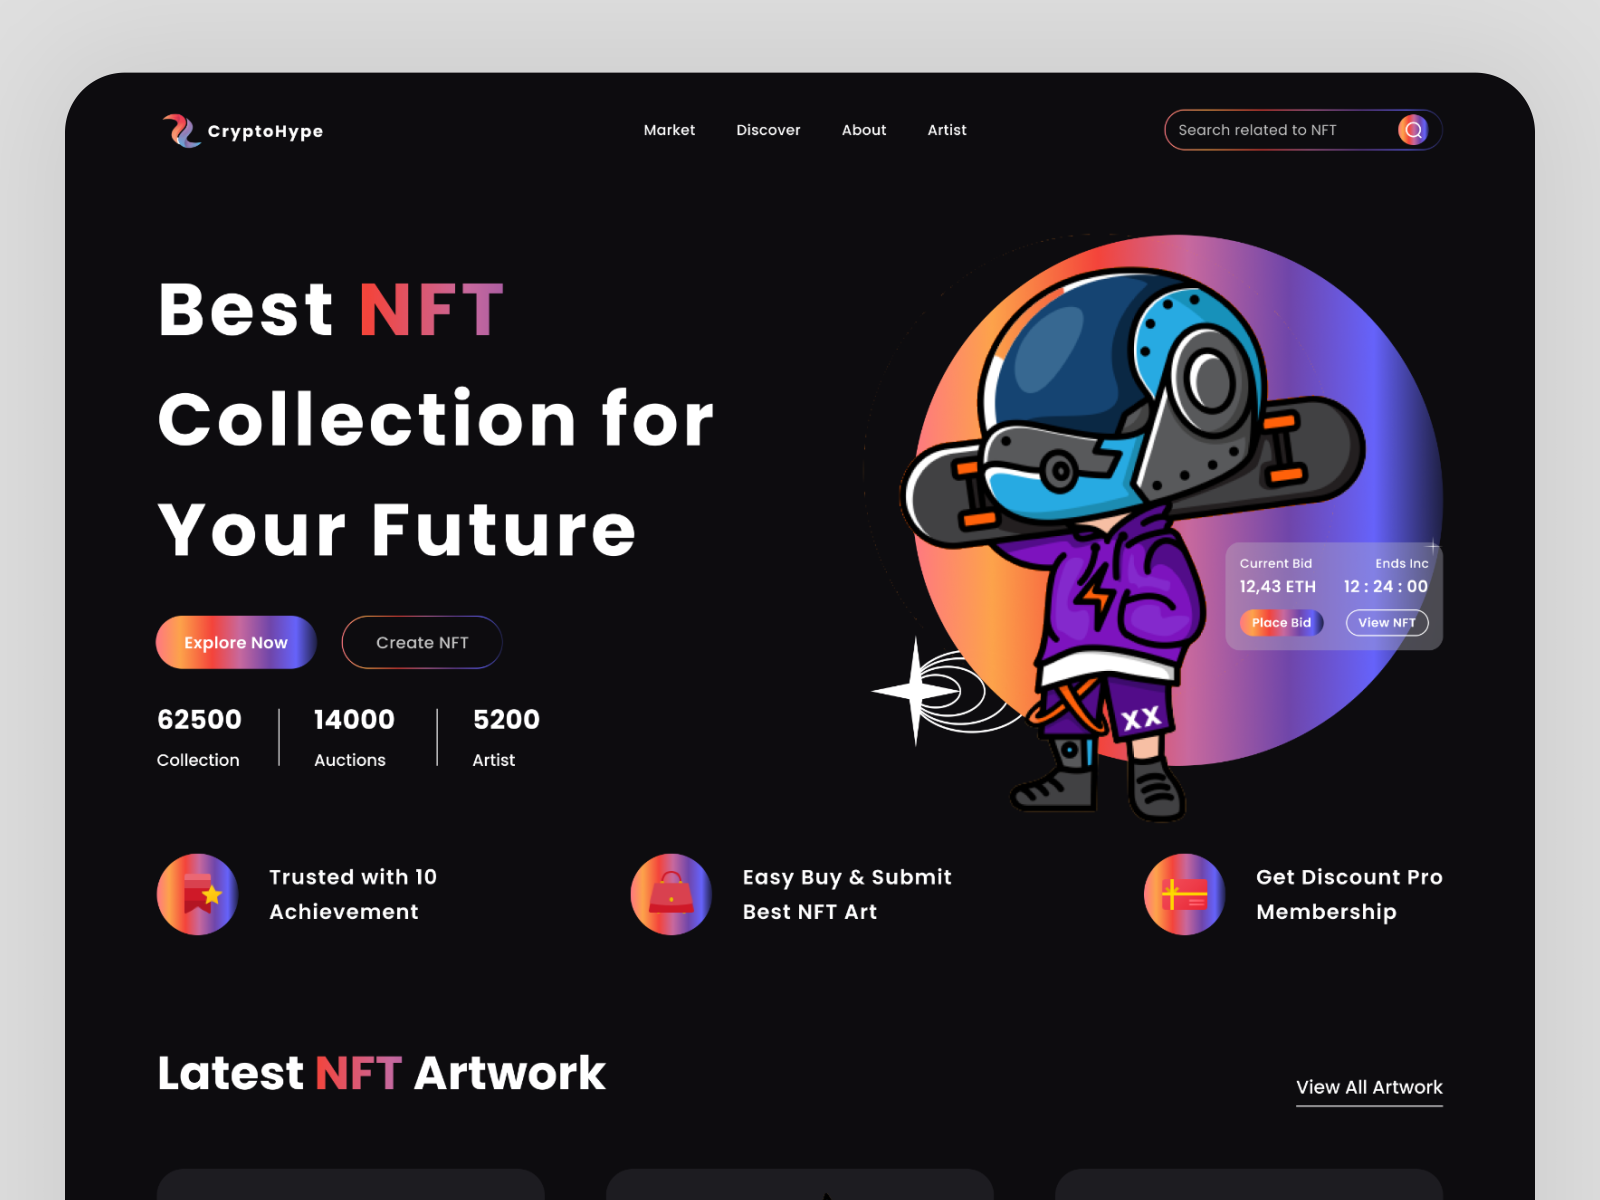 CryptoHype
Market Discover About Artist
Search related to NFT
Best NFT
Collection for
Your Future
Explore Now Create NFT
62500 14000 5200
Collection Auctions Artist
Current Bid Ends Inc
12,43 ETH 12 : 24 : 00
Place Bid View NFT
XX
Trusted with 10
Achievement
Easy Buy & Submit
Best NFT Art
Get Discount Pro
Membership
Latest NFT Artwork
View All Artwork